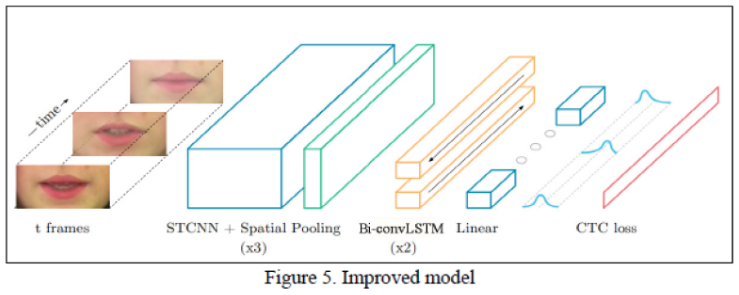 time
t frames
STCNN + Spatial Pooling
(x3)
Bi-convLSTM
(x2)
Linear
CTC loss
Figure 5. Improved model